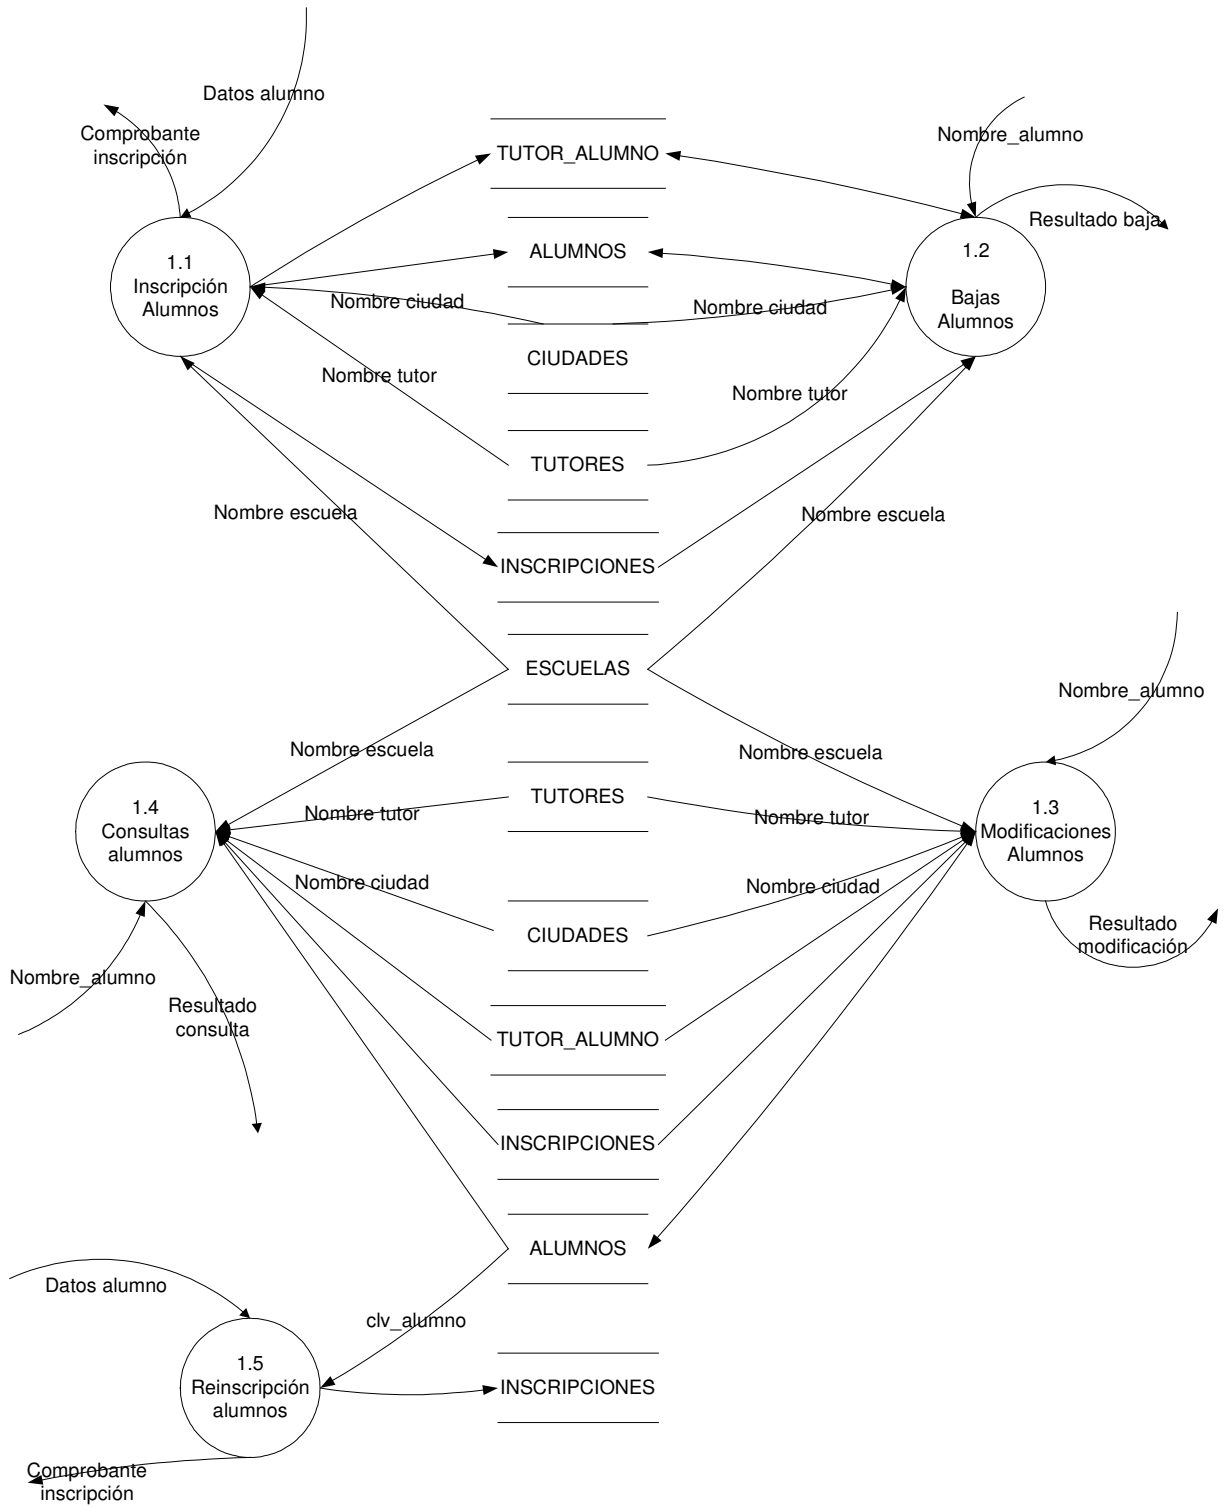 Datos alumno
Comprobante
inscripción
Nombre_alumno
TUTOR_ALUMNO
Resultado baja
ALUMNOS
1.1
Inscripción
Alumnos
1.2
Bajas
Alumnos
Nombre ciudad
Nombre ciudad
CIUDADES
Nombre tutor
Nombre tutor
TUTORES
Nombre escuela
Nombre escuela
INSCRIPCIONES
ESCUELAS
Nombre_alumno
Nombre escuela
Nombre escuela
TUTORES
1.4
Consultas
alumnos
Nombre tutor
Nombre tutor
1.3
Modificaciones
Alumnos
Nombre ciudad
Nombre ciudad
CIUDADES
Resultado
modificación
Nombre_alumno
Resultado
consulta
TUTOR_ALUMNO
INSCRIPCIONES
ALUMNOS
Datos alumno
clv_alumno
1.5
Reinscripción
alumnos
INSCRIPCIONES
Comprobante
inscripción